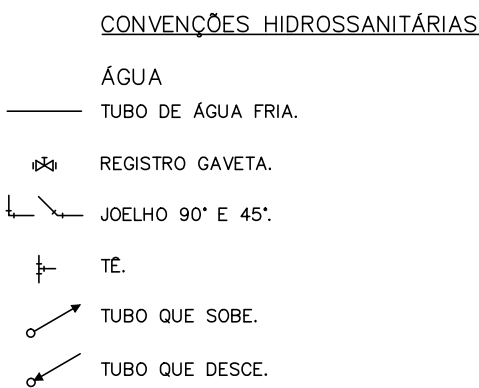 CONVENÇÕES HIDROSSANITÁRIAS
ÁGUA
TUBO DE ÁGUA FRIA.
REGISTRO GAVETA.
JOELHO 90° E 45°.
TÊ.
TUBO QUE SOBE.
TUBO QUE DESCE.